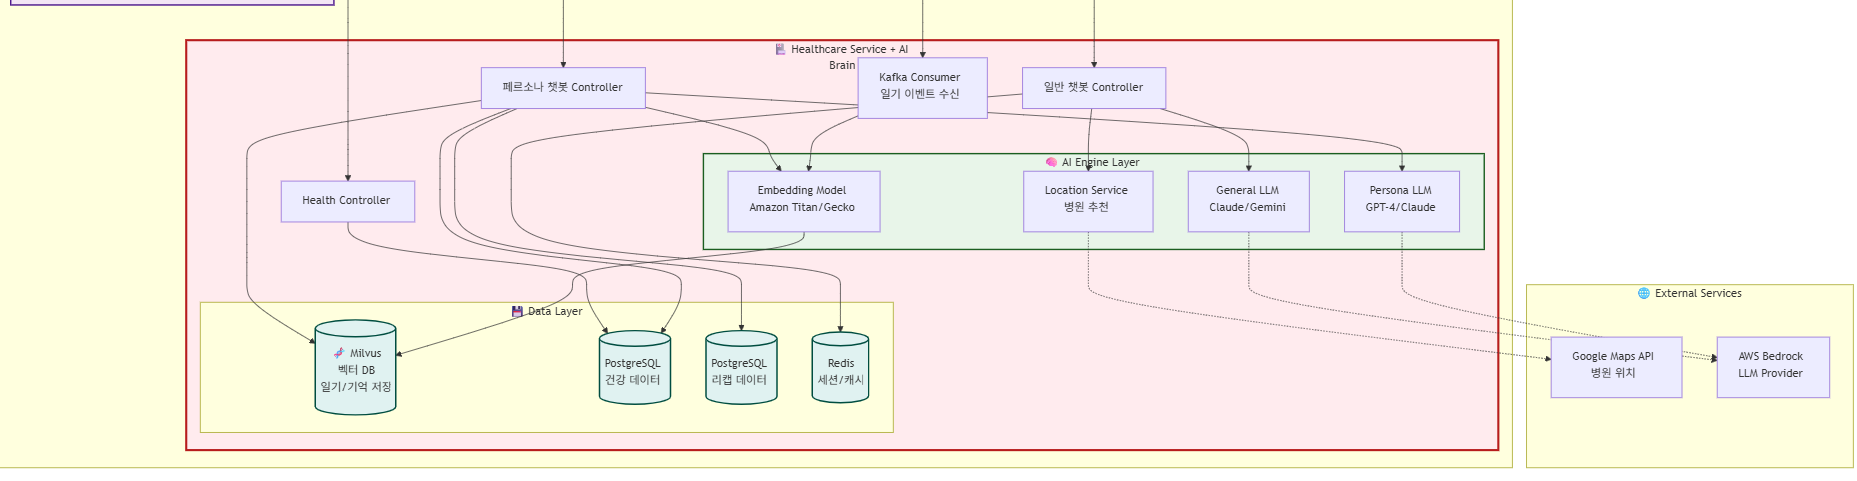 Healthcare Service + AI
Brain
페르소나 챗봇 Controller
Kafka Consumer
일기 이벤트 수신
일반 챗봇 Controller
Health Controller
🧠 AI Engine Layer
Embedding Model
Amazon Titan/Gecko
Location Service
병원 추천
General LLM
Claude/Gemini
Persona LLM
GPT-4/Claude
💾 Data Layer
🧬 Milvus
벡터 DB
일기/기억 저장
PostgreSQL
건강 데이터
PostgreSQL
리캡 데이터
Redis
세션/캐시
🌐 External Services
Google Maps API
병원 위치
AWS Bedrock
LLM Provider